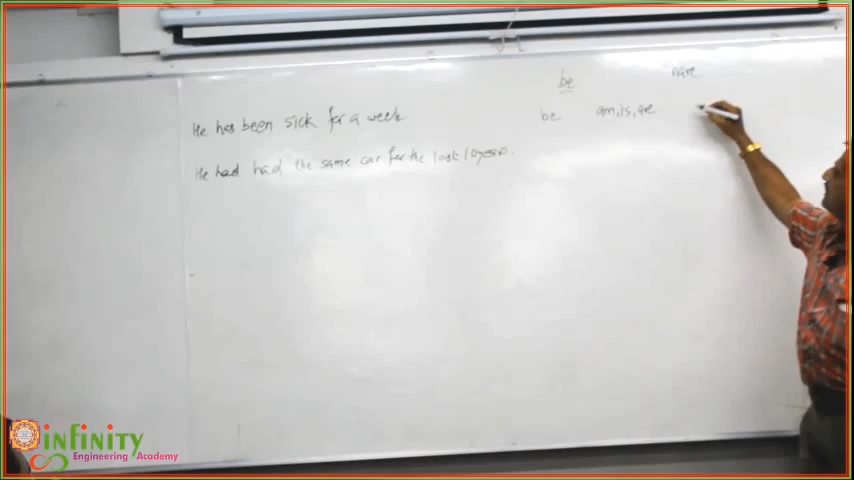 be have
He has been sick for a week be am, is, are
He had had the same car for the last 10 years.
infinity
Engineering Academy